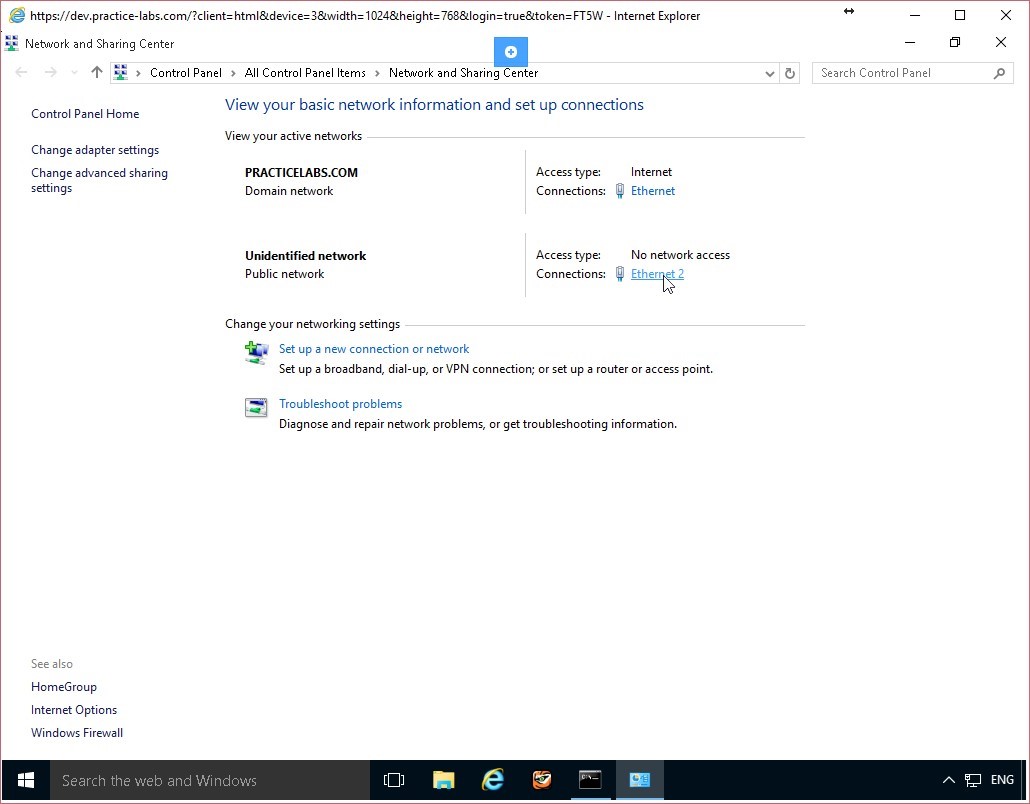 https://dev.practice-labs.com/?client=html&device=3&width=1024&height=768&login=true&token=FT5W - Internet Explorer
Network and Sharing Center
Control Panel > All Control Panel Items > Network and Sharing Center
Search Control Panel
Control Panel Home
Change adapter settings
Change advanced sharing
settings
View your basic network information and set up connections
View your active networks
PRACTICELABS.COM
Domain network
Access type: Internet
Connections: Ethernet
Unidentified network
Public network
Access type: No network access
Connections: Ethernet 2
Change your networking settings
Set up a new connection or network
Set up a broadband, dial-up, or VPN connection; or set up a router or access point.
Troubleshoot problems
Diagnose and repair network problems, or get troubleshooting information.
See also
HomeGroup
Internet Options
Windows Firewall
Search the web and Windows
ENG